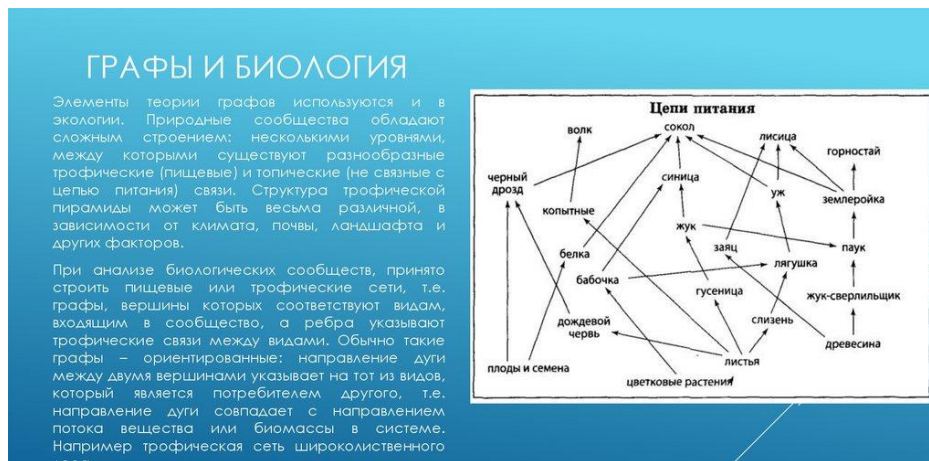 ГРАФЫ И БИОЛОГИЯ
Элементы теории графов используются и в
экологии. Природные сообщества обладают
сложным строением: несколькими уровнями,
между которыми существуют разнообразные
трофические (пищевые) и топические (не связные с
цепью питания) связи. Структура трофической
пирамиды может быть весьма различной, в
зависимости от климата, почвы, ландшафта и
других факторов.
При анализе биологических сообществ, принято
строить пищевые или трофические сети, т.е.
графы, вершины которых соответствуют видам,
входящим в сообщество, а ребра указывают
трофические связи между видами. Обычно такие
графы – ориентированные: направление дуги
между двумя вершинами указывает на тот из видов,
который является потребителем другого, т.е.
направление дуги совпадает с направлением
потока вещества или биомассы в системе.
Например трофическая сеть широколиственного
Цепи питания
волк
сокол
лисица
горностай
черный
дрозд
синица
уж
землеройка
копытные
жук
заяц
паук
белка
бабочка
лягушка
гусеница
жук-сверлильщик
дождевой
червь
слизень
древесина
листья
плоды и семена
цветковые растения